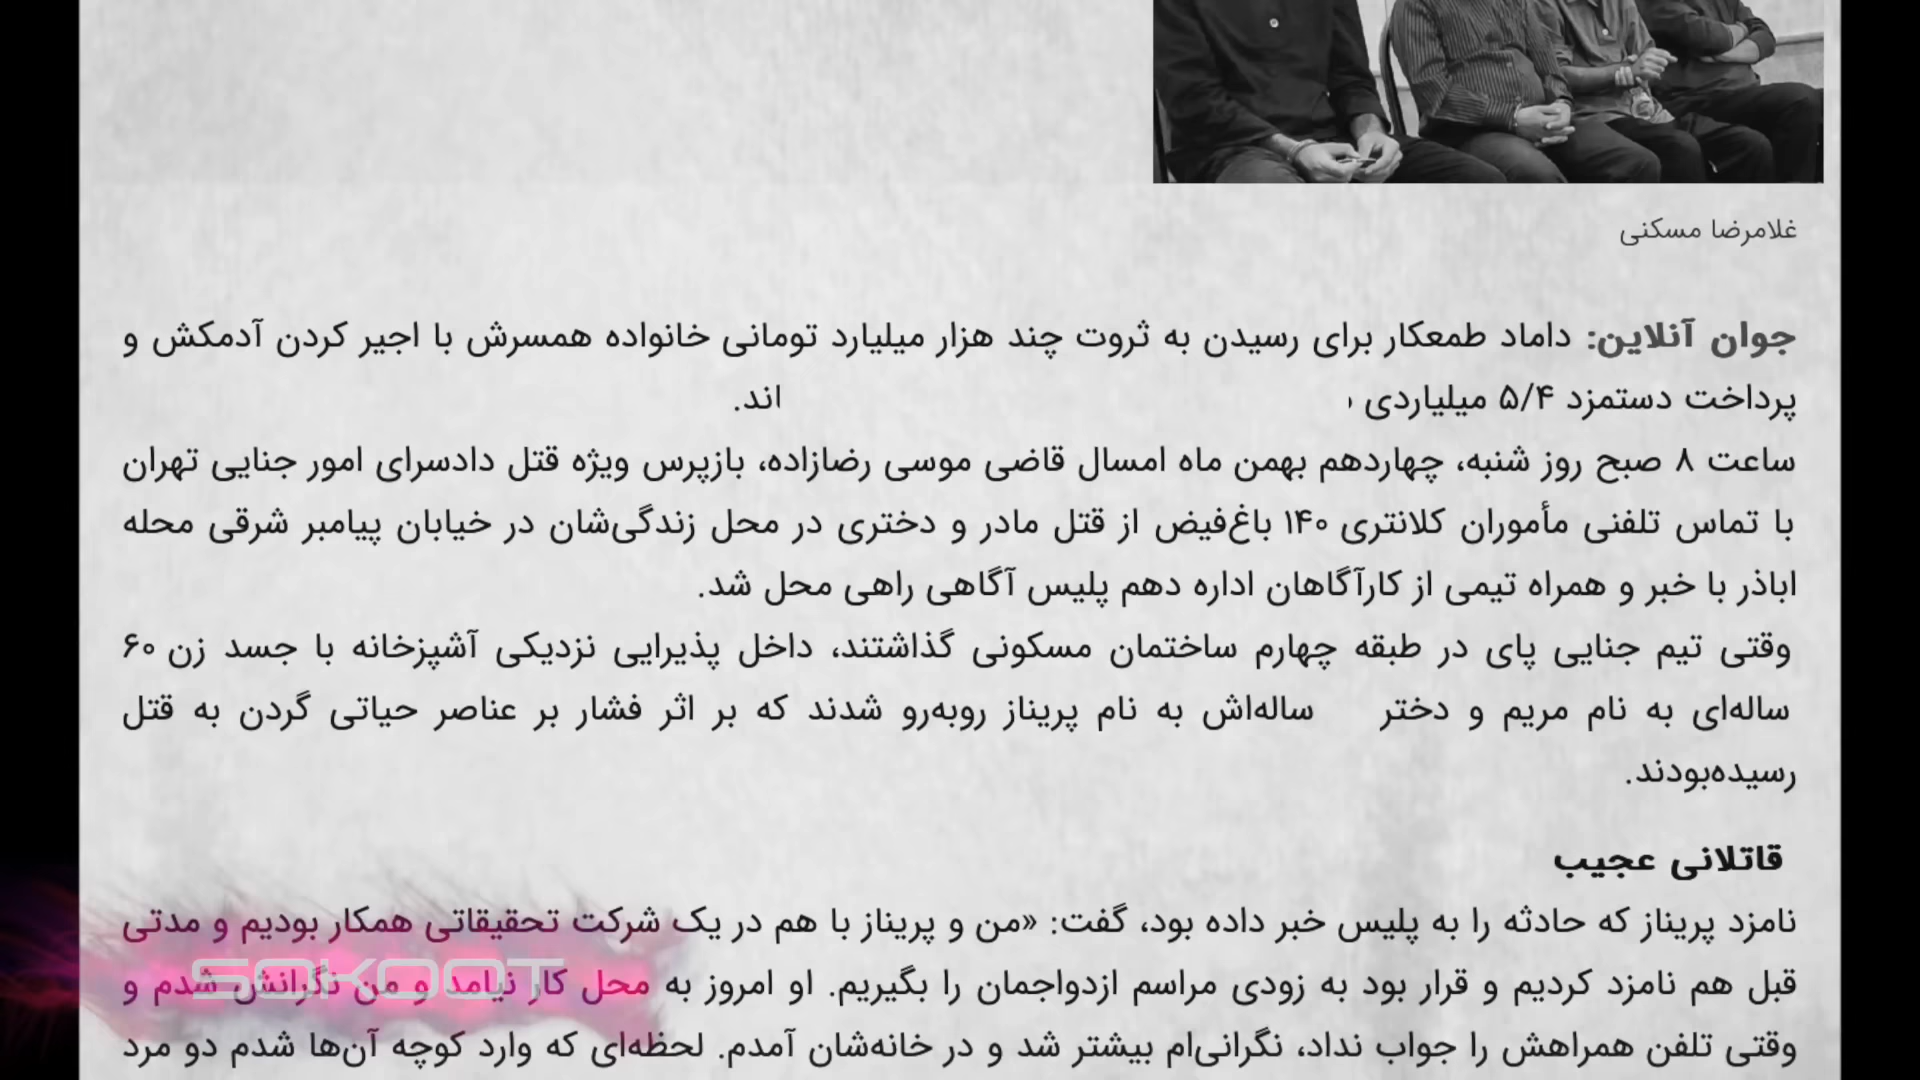 غلامرضا مسکنی
جوان آنلاین: داماد طمعکار برای رسیدن به ثروت چند هزار میلیارد تومانی خانواده همسرش با اجیر کردن آدمکش و
پرداخت دستمزد ۵/۴ میلیاردی اند.
ساعت ۸ صبح روز شنبه، چهاردهم بهمن ماه امسال قاضی موسی رضازاده، بازپرس ویژه قتل دادسرای امور جنایی تهران
با تماس تلفنی مأموران کلانتری ۱۴۰ باغ‌فیض از قتل مادر و دختری در محل زندگی‌شان در خیابان پیامبر شرقی محله
اباذر با خبر و همراه تیمی از کارآگاهان اداره دهم پلیس آگاهی راهی محل شد.
وقتی تیم جنایی پای در طبقه چهارم ساختمان مسکونی گذاشتند، داخل پذیرایی نزدیکی آشپزخانه با جسد زن ۶۰
ساله‌ای به نام مریم و دختر ساله‌اش به نام پریناز روبه‌رو شدند که بر اثر فشار بر عناصر حیاتی گردن به قتل
رسیده‌بودند.
قاتلانی عجیب
نامزد پریناز که حادثه را به پلیس خبر داده بود، گفت: «من و پریناز با هم در یک شرکت تحقیقاتی همکار بودیم و مدتی
قبل هم نامزد کردیم و قرار بود به زودی مراسم ازدواجمان را بگیریم. او امروز به محل کار نیامد و من نگرانش شدم و
SOKOOT
وقتی تلفن همراهش را جواب نداد، نگرانی‌ام بیشتر شد و در خانه‌شان آمدم. لحظه‌ای که وارد کوچه آن‌ها شدم دو مرد